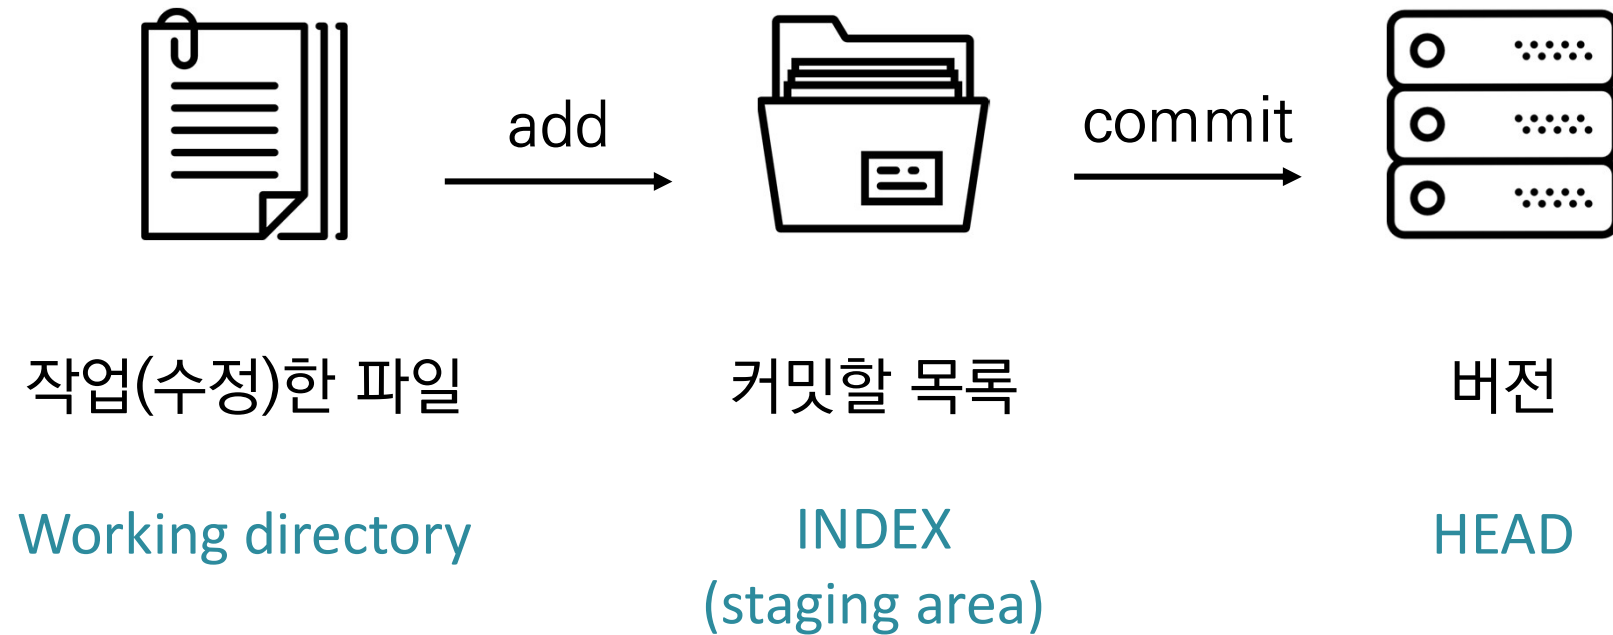 add
commit
작업(수정)한 파일
커밋할 목록
버전
Working directory
INDEX
(staging area)
HEAD